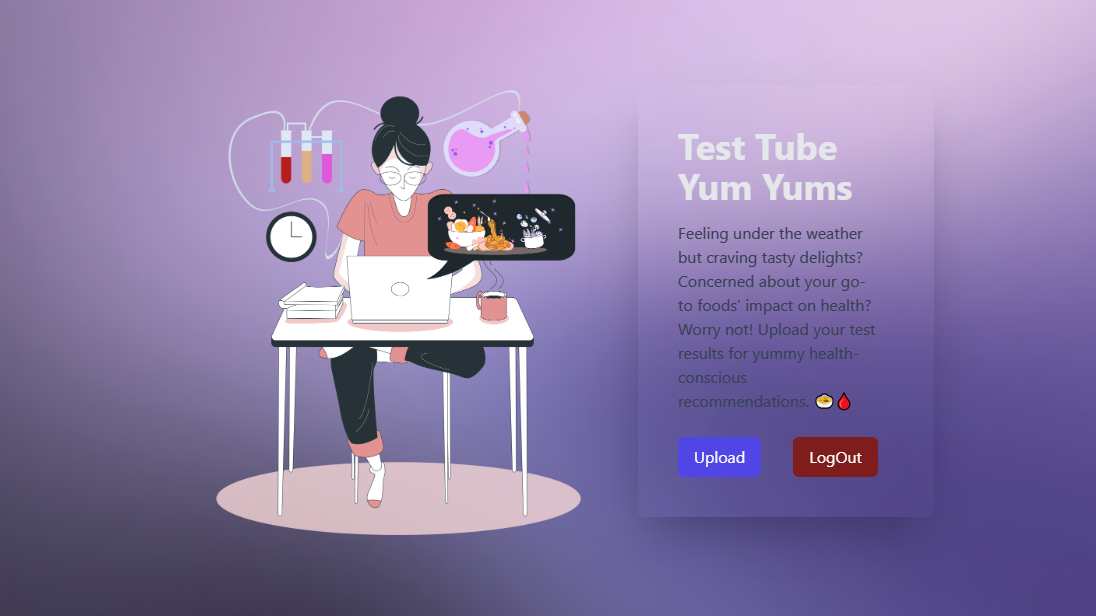 Test Tube
Yum Yums
Feeling under the weather
but craving tasty delights?
Concerned about your go-
to foods' impact on health?
Worry not! Upload your test
results for yummy health-
conscious
recommendations. 🍲🩸
Upload
LogOut